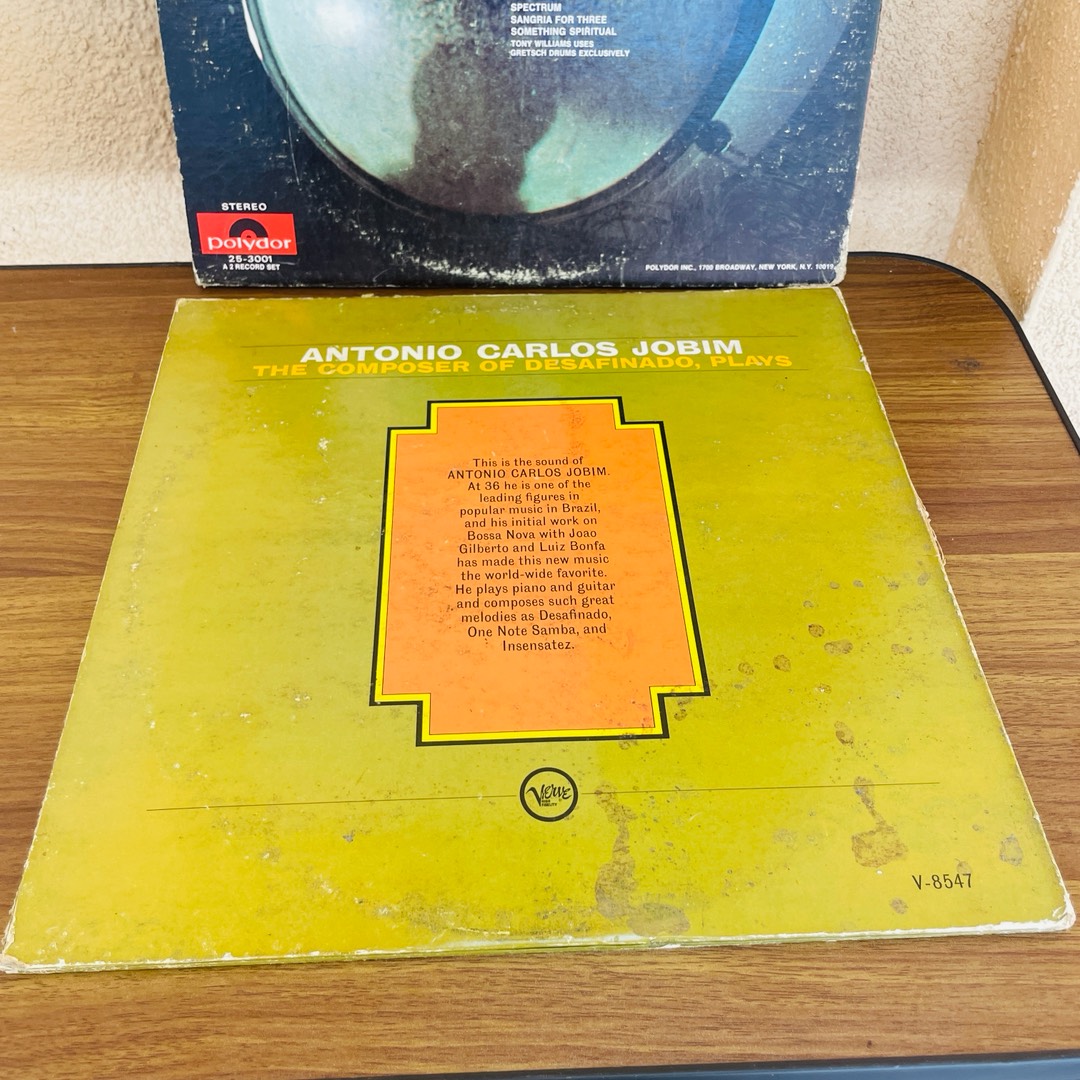 SPECTRUM
SANGRIA FOR THREE
SOMETHING SPIRITUAL
TONY WILLIAMS USES
GRETSCH DRUMS EXCLUSIVELY
STEREO
polydor
25-3001
A 2 RECORD SET
POLYDOR INC., 1700 BROADWAY, NEW YORK, N.Y. 10019
ANTONIO CARLOS JOBIM
THE COMPOSER OF DESAFINADO, PLAYS
This is the sound of
ANTONIO CARLOS JOBIM.
At 36 he is one of the
leading figures in
popular music in Brazil,
and his initial work on
Bossa Nova with Joao
Gilberto and Luiz Bonfa
has made this new music
the world-wide favorite.
He plays piano and guitar
and composes such great
melodies as Desafinado,
One Note Samba, and
Insensatez.
Verve
HIGH
FIDELITY
V-8547